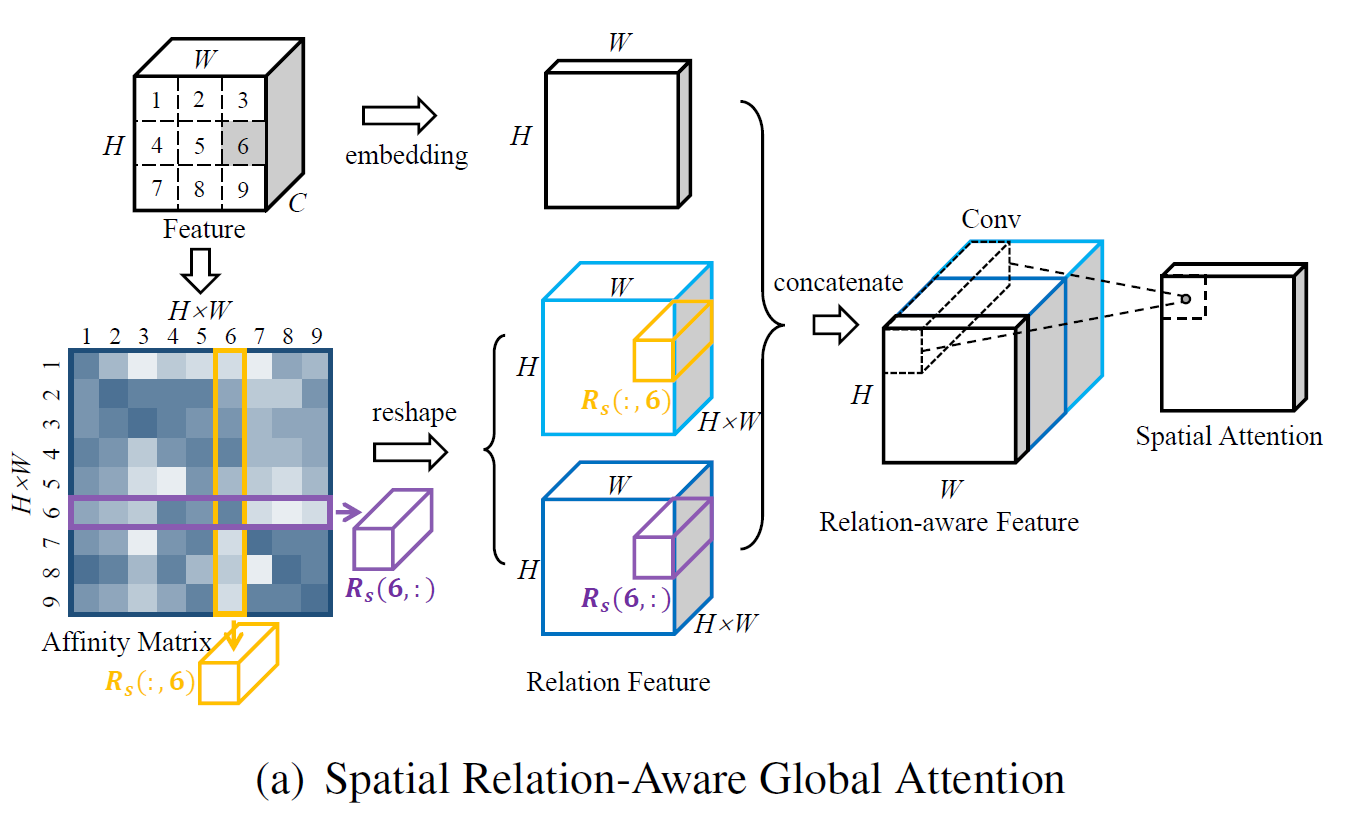 W
1 2 3
H 4 5 6
7 8 9
C
Feature
embedding
W
H
H×W
1 2 3 4 5 6 7 8 9
H×W
1
2
3
4
5
6
7
8
9
R_s(6,:)
Affinity Matrix
R_s(:,6)
reshape
W
H
R_s(:,6)
H×W
W
H
R_s(6,:)
H×W
Relation Feature
concatenate
Conv
H
W
Relation-aware Feature
Spatial Attention
(a) Spatial Relation-Aware Global Attention